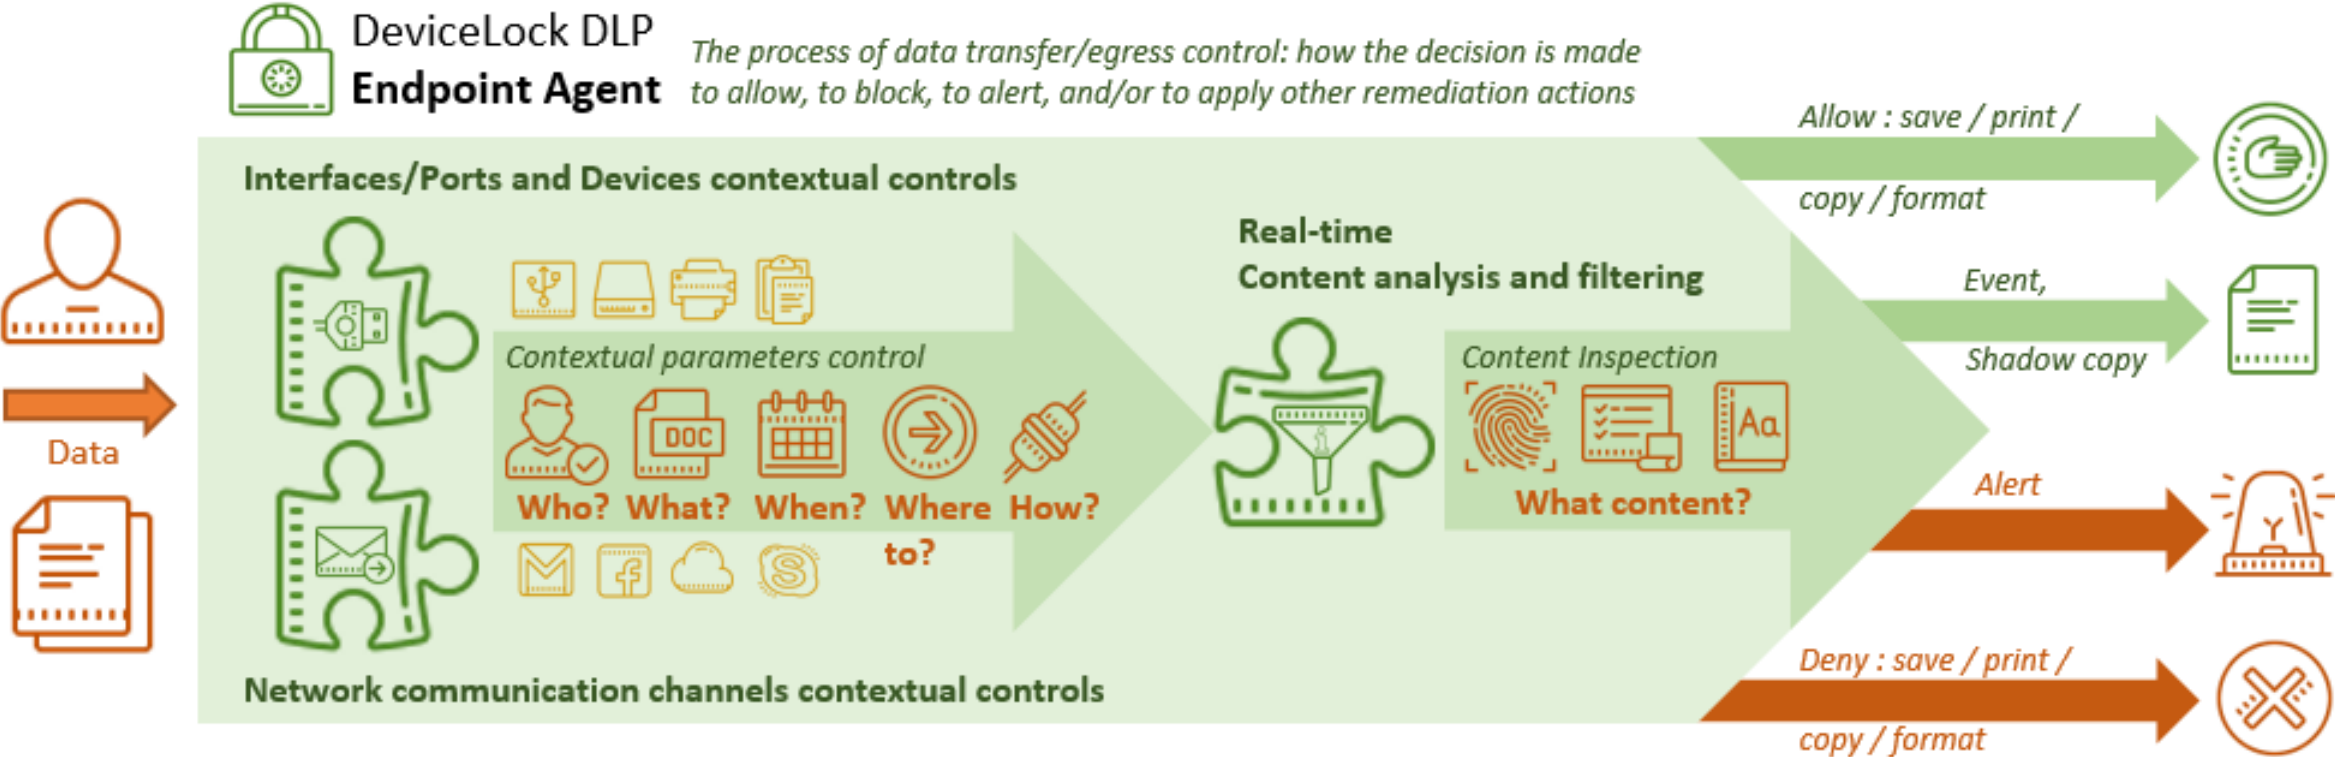 DeviceLock DLP
Endpoint Agent
The process of data transfer/egress control: how the decision is made
to allow, to block, to alert, and/or to apply other remediation actions
Data
Interfaces/Ports and Devices contextual controls
Contextual parameters control
DOC
Who? What? When? Where How?
to?
Network communication channels contextual controls
Real-time
Content analysis and filtering
Content Inspection
Aa
What content?
Allow : save / print /
copy / format
Event,
Shadow copy
Alert
Deny : save / print /
copy / format